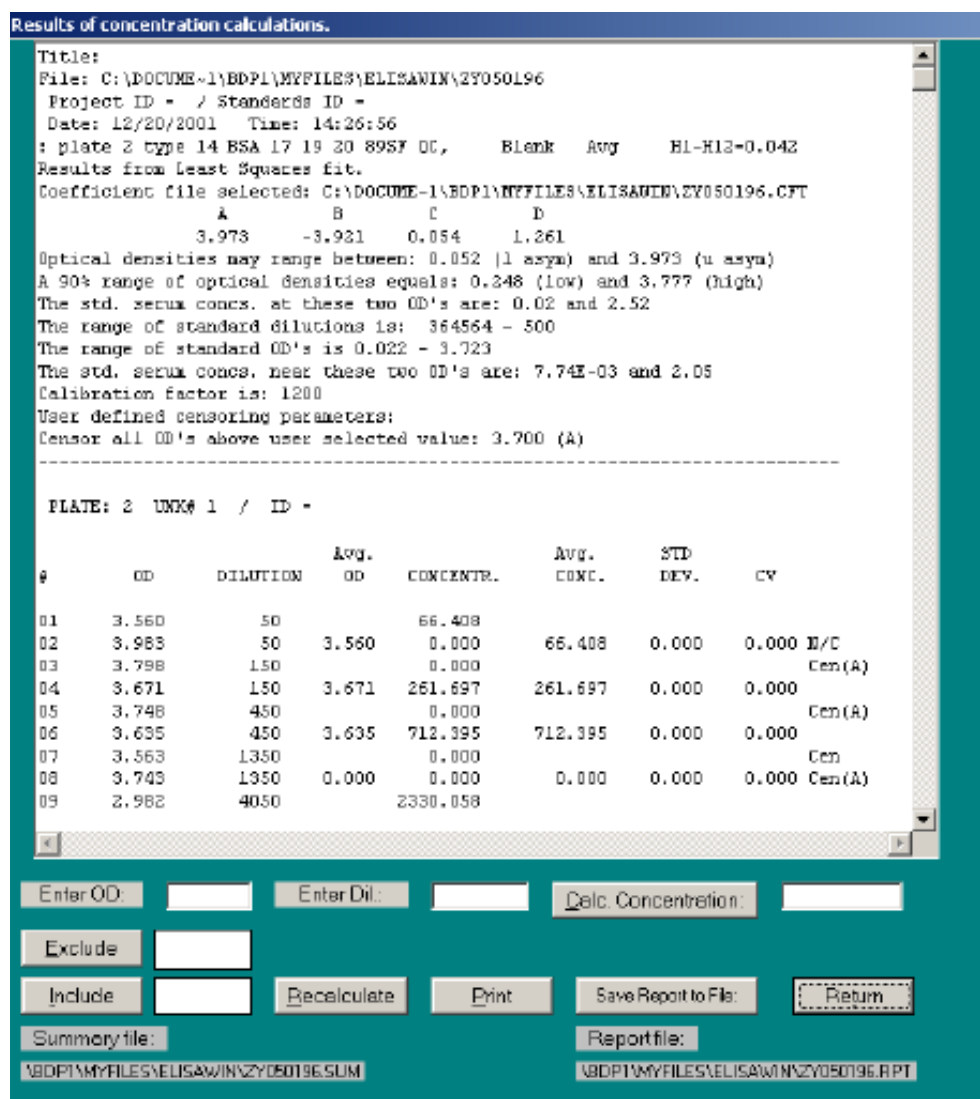 Results of concentration calculations.
Title:
File: C:\DOCUME~1\BDP1\MYFILES\ELISAWIN\ZY050196
Project ID - / Standards ID -
Date: 12/20/2001 Time: 14:26:56
: plate 2 type 14 BSA 17 19 20 89SF QC, Blank Avg H1-H12=0.042
Results from Least Squares fit.
Coefficient file selected: C:\DOCUME~1\BDP1\MYFILES\ELISAWIN\ZY050196.CFT
A B C D
3.973 -3.921 0.054 1.261
Optical densities may range between: 0.052 (l asym) and 3.973 (u asym)
A 90% range of optical densities equals: 0.248 (low) and 3.777 (high)
The std. serum concs. at these two OD's are: 0.02 and 2.52
The range of standard dilutions is: 364564 - 500
The range of standard OD's is 0.022 - 3.723
The std. serum concs. near these two OD's are: 7.74E-03 and 2.05
Calibration factor is: 1200
User defined censoring parameters:
Censor all OD's above user selected value: 3.700 (A)
PLATE: 2 UNK# 1 / ID -
Avg. Avg. STD
# OD DILUTION OD CONCENTR. CONC. DEV. CV
01 3.560 50 66.408
02 3.983 50 3.560 0.000 66.408 0.000 0.000 N/C
03 3.798 150 0.000 Cen(A)
04 3.671 150 3.671 261.697 261.697 0.000 0.000
05 3.748 450 0.000 Cen(A)
06 3.635 450 3.635 712.395 712.395 0.000 0.000
07 3.563 1350 0.000 Cen
08 3.743 1350 0.000 0.000 0.000 0.000 0.000 Cen(A)
09 2.982 4050 2330.058
Enter OD: Enter Dil.: Calc. Concentration:
Exclude
Include Recalculate Print Save Report to File: Return
Summary file: Report file:
\BDP1\MYFILES\ELISAWIN\ZY050196.SUM \BDP1\MYFILES\ELISAWIN\ZY050196.RPT